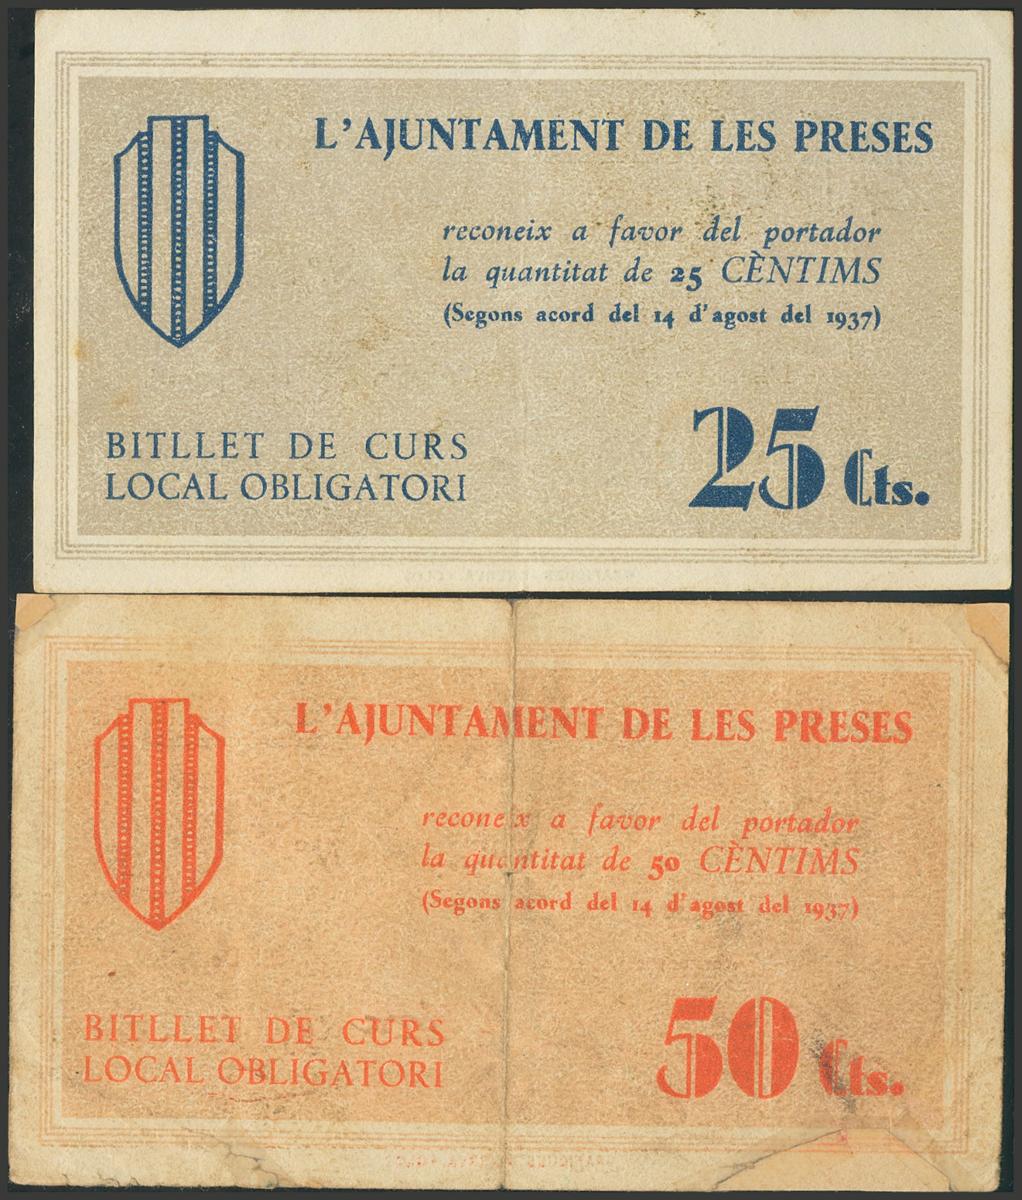 L'AJUNTAMENT DE LES PRESES
reconeix a favor del portador
la quantitat de 25 CÈNTIMS
(Segons acord del 14 d'agost del 1937)
BITLLET DE CURS
LOCAL OBLIGATORI
25 Cts.
L'AJUNTAMENT DE LES PRESES
reconeix a favor del portador
la quantitat de 50 CÈNTIMS
(Segons acord del 14 d'agost del 1937)
BITLLET DE CURS
LOCAL OBLIGATORI
50 Cts.